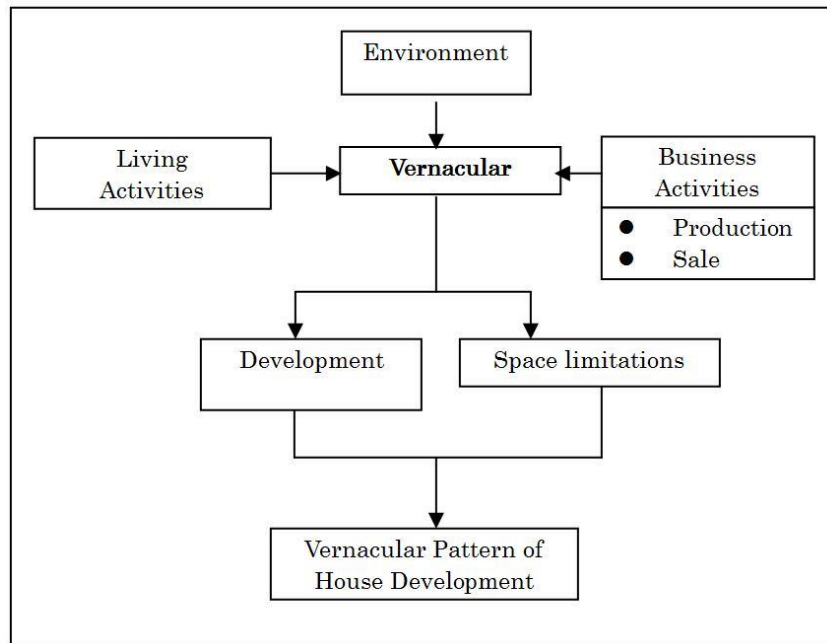 Environment
Living
Activities
Vernacular
Business
Activities
● Production
● Sale
Development
Space limitations
Vernacular Pattern of
House Development